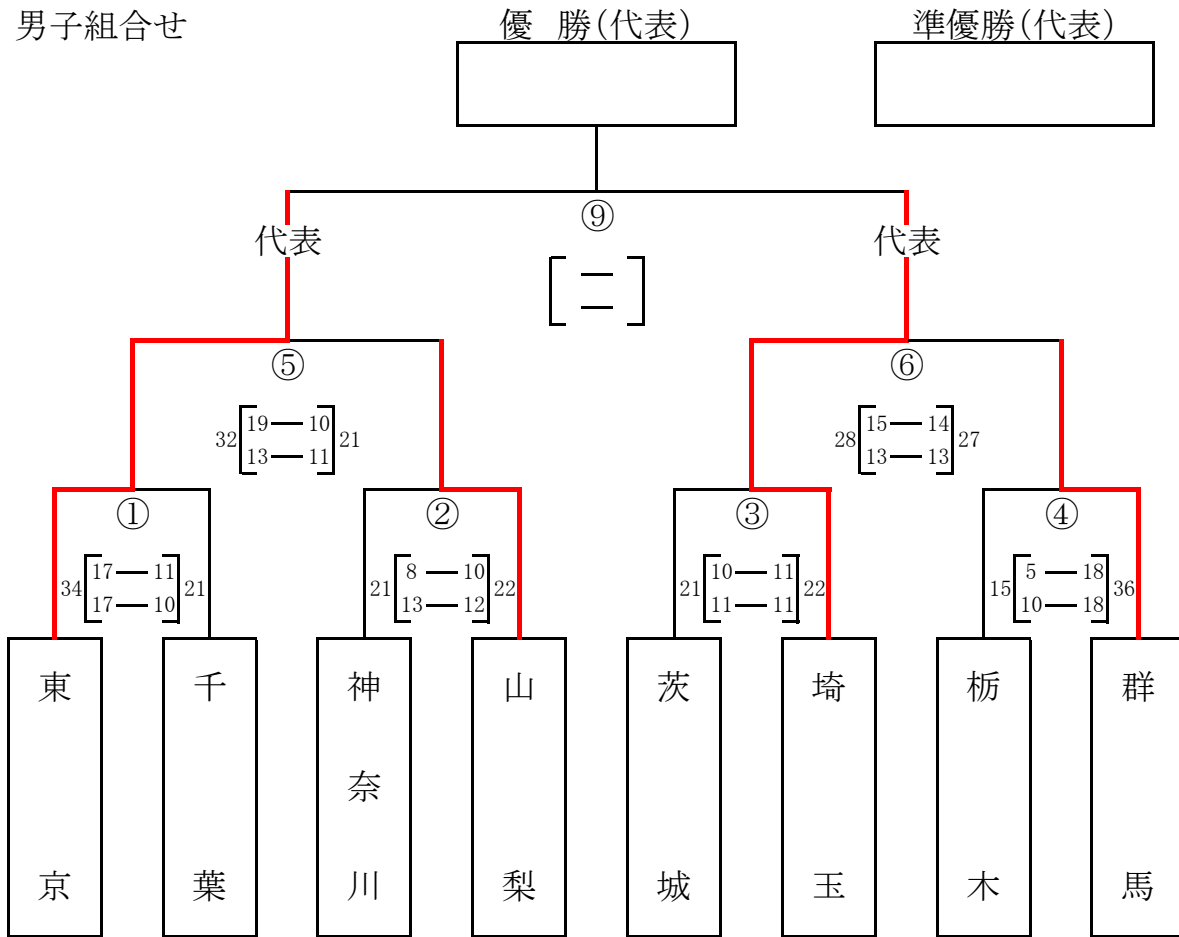 男子組合せ
優 勝(代表)
準優勝(代表)
⑨
代表
代表
⑤
⑥
32 19 — 10 21
13 — 11
28 15 — 14 27
13 — 13
①
②
③
④
34 17 — 11 21
17 — 10
21 8 — 10 22
13 — 12
21 10 — 11 22
11 — 11
15 5 — 18 36
10 — 18
東京
千葉
神奈川
山梨
茨城
埼玉
栃木
群馬